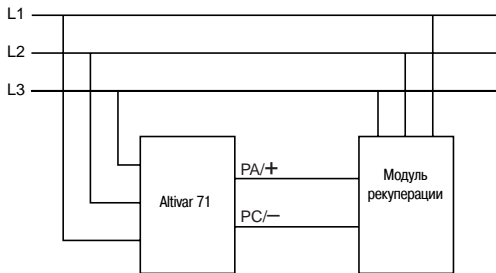 L1
L2
L3
PA/+
Altivar 71
PC/−
Модуль
рекуперации